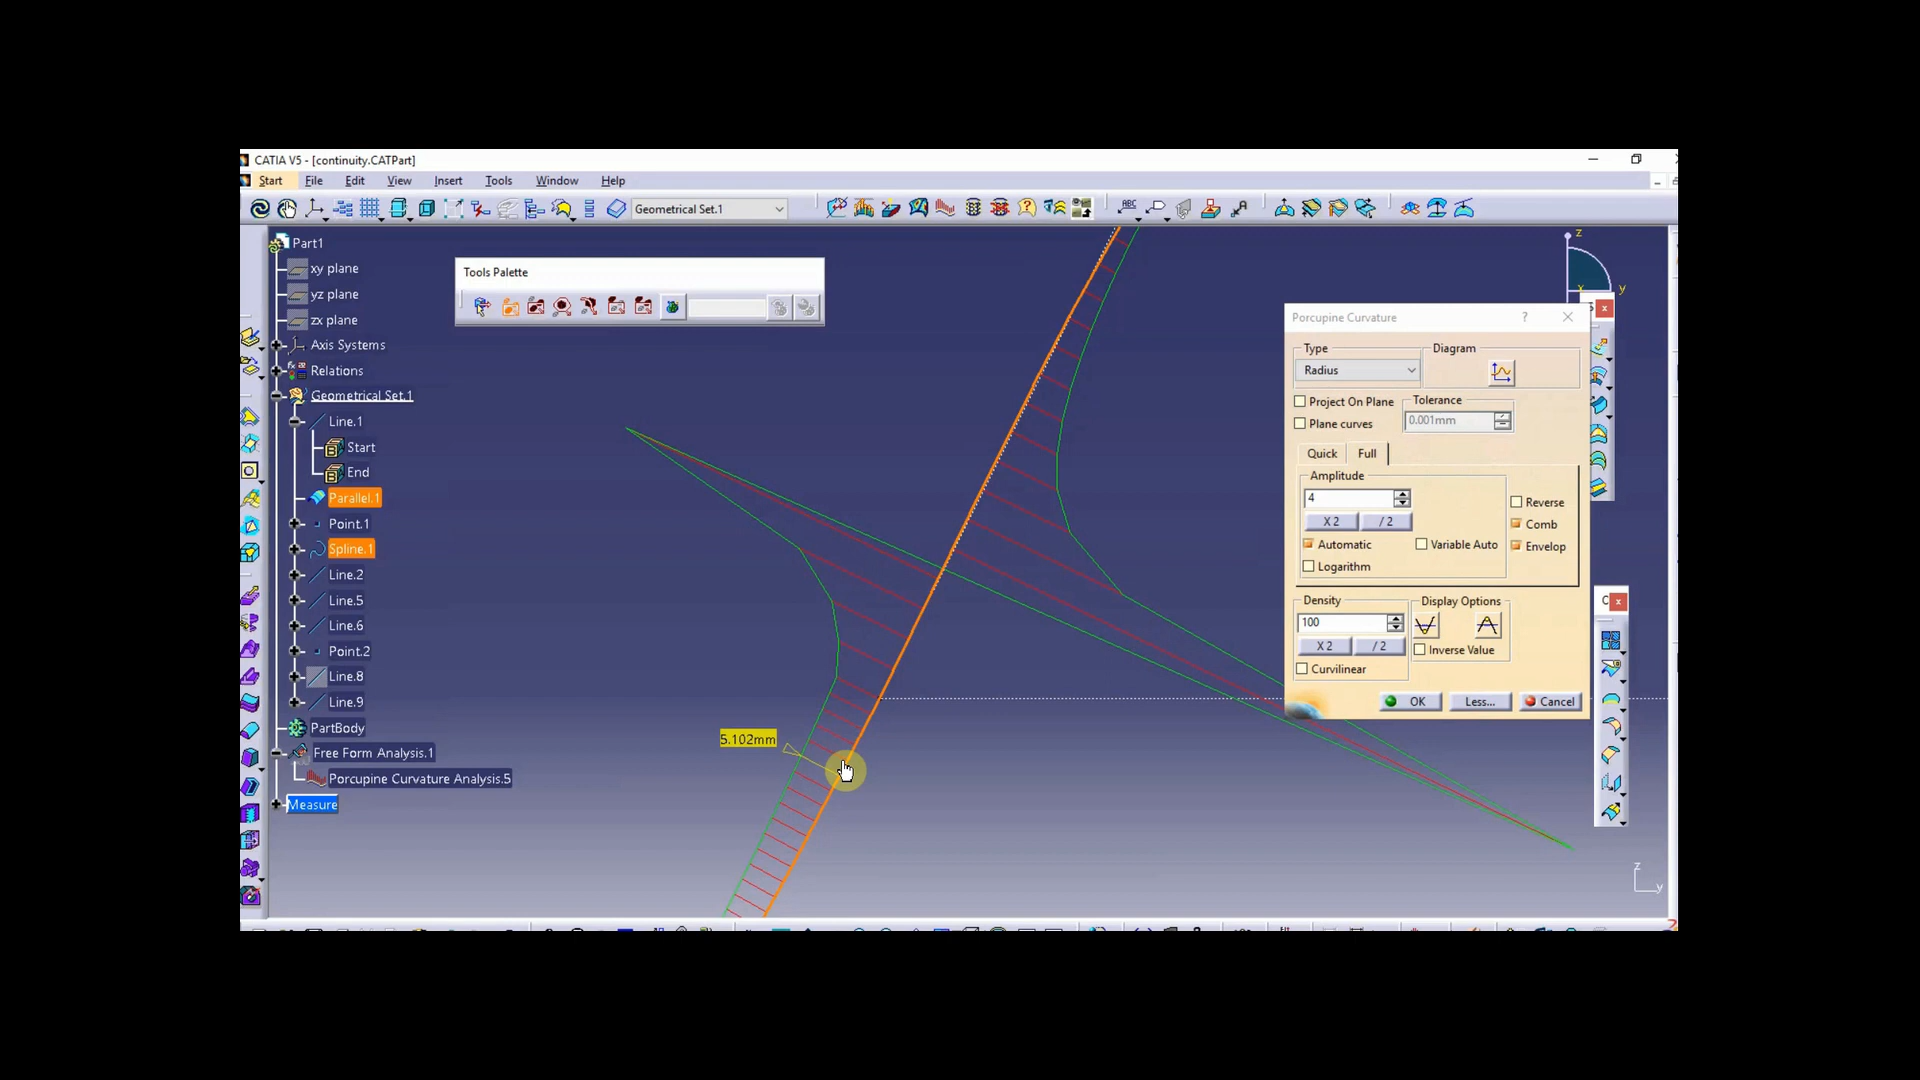 CATIA V5 - [continuity.CATPart]
Start File Edit View Insert Tools Window Help
Geometrical Set.1
ABC
Part1
xy plane
yz plane
zx plane
Axis Systems
Relations
Geometrical Set.1
Line.1
Start
End
Parallel.1
Point.1
Spline.1
Line.2
Line.5
Line.6
Point.2
Line.8
Line.9
PartBody
Free Form Analysis.1
Porcupine Curvature Analysis.5
Measure
Tools Palette
5.102mm
z
x y
Porcupine Curvature ? 
Type
Diagram
Radius
Project On Plane
Tolerance
Plane curves
0.001mm
Quick Full
Amplitude
4
Reverse
X 2 / 2
Comb
Automatic
Variable Auto
Envelop
Logarithm
Density
Display Options
100
X 2 / 2
Inverse Value
Curvilinear
OK Less... Cancel
C
z
y